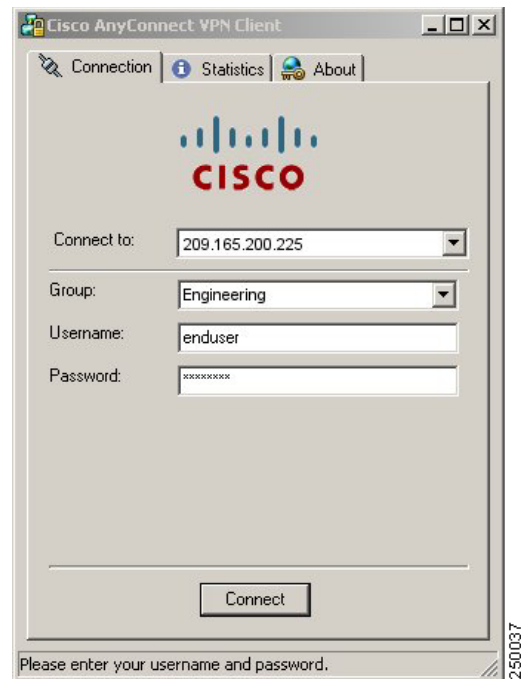 Cisco AnyConnect VPN Client
Connection Statistics About
CISCO
Connect to: 209.165.200.225
Group: Engineering
Username: enduser
Password: ××××××××
Connect
Please enter your username and password.
250037